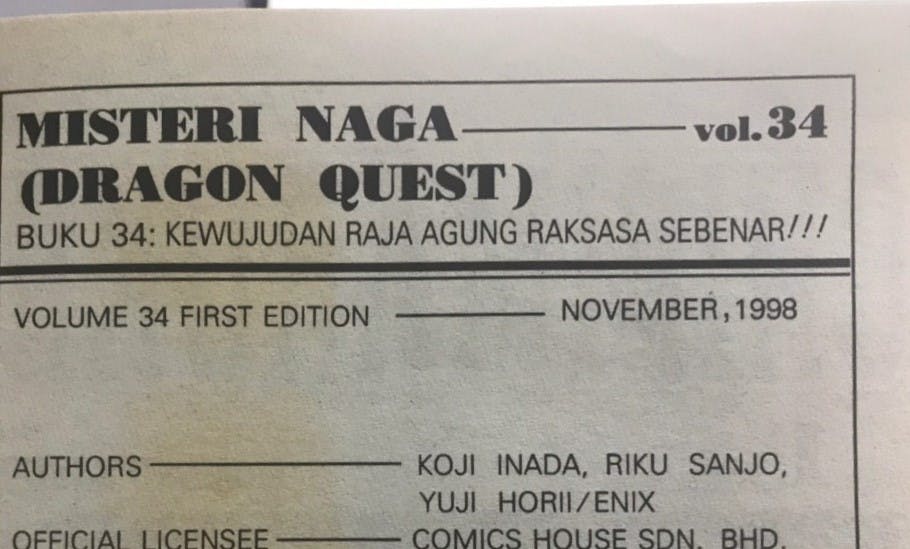 MISTERI NAGA — vol.34
(DRAGON QUEST)
BUKU 34: KEWUJUDAN RAJA AGUNG RAKSASA SEBENAR!!!
VOLUME 34 FIRST EDITION — NOVEMBER,1998
AUTHORS — KOJI INADA, RIKU SANJO,
YUJI HORII/ENIX
OFFICIAL LICENSEE — COMICS HOUSE SDN. BHD.